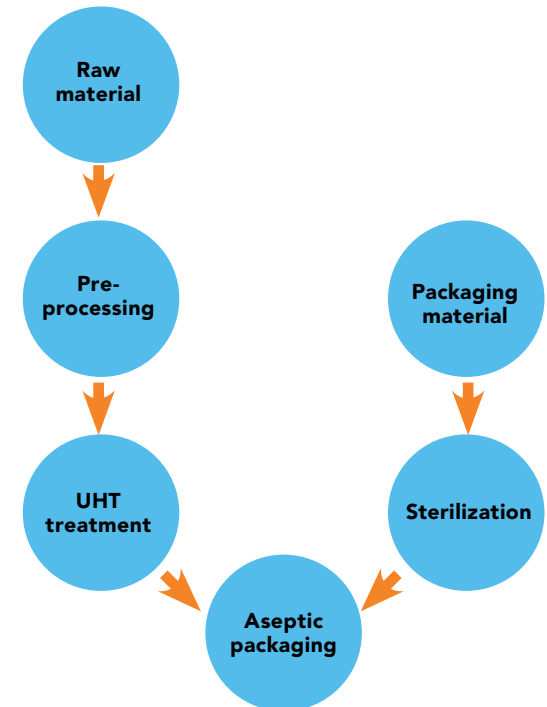 Raw
material
Pre-
processing
Packaging
material
UHT
treatment
Sterilization
Aseptic
packaging